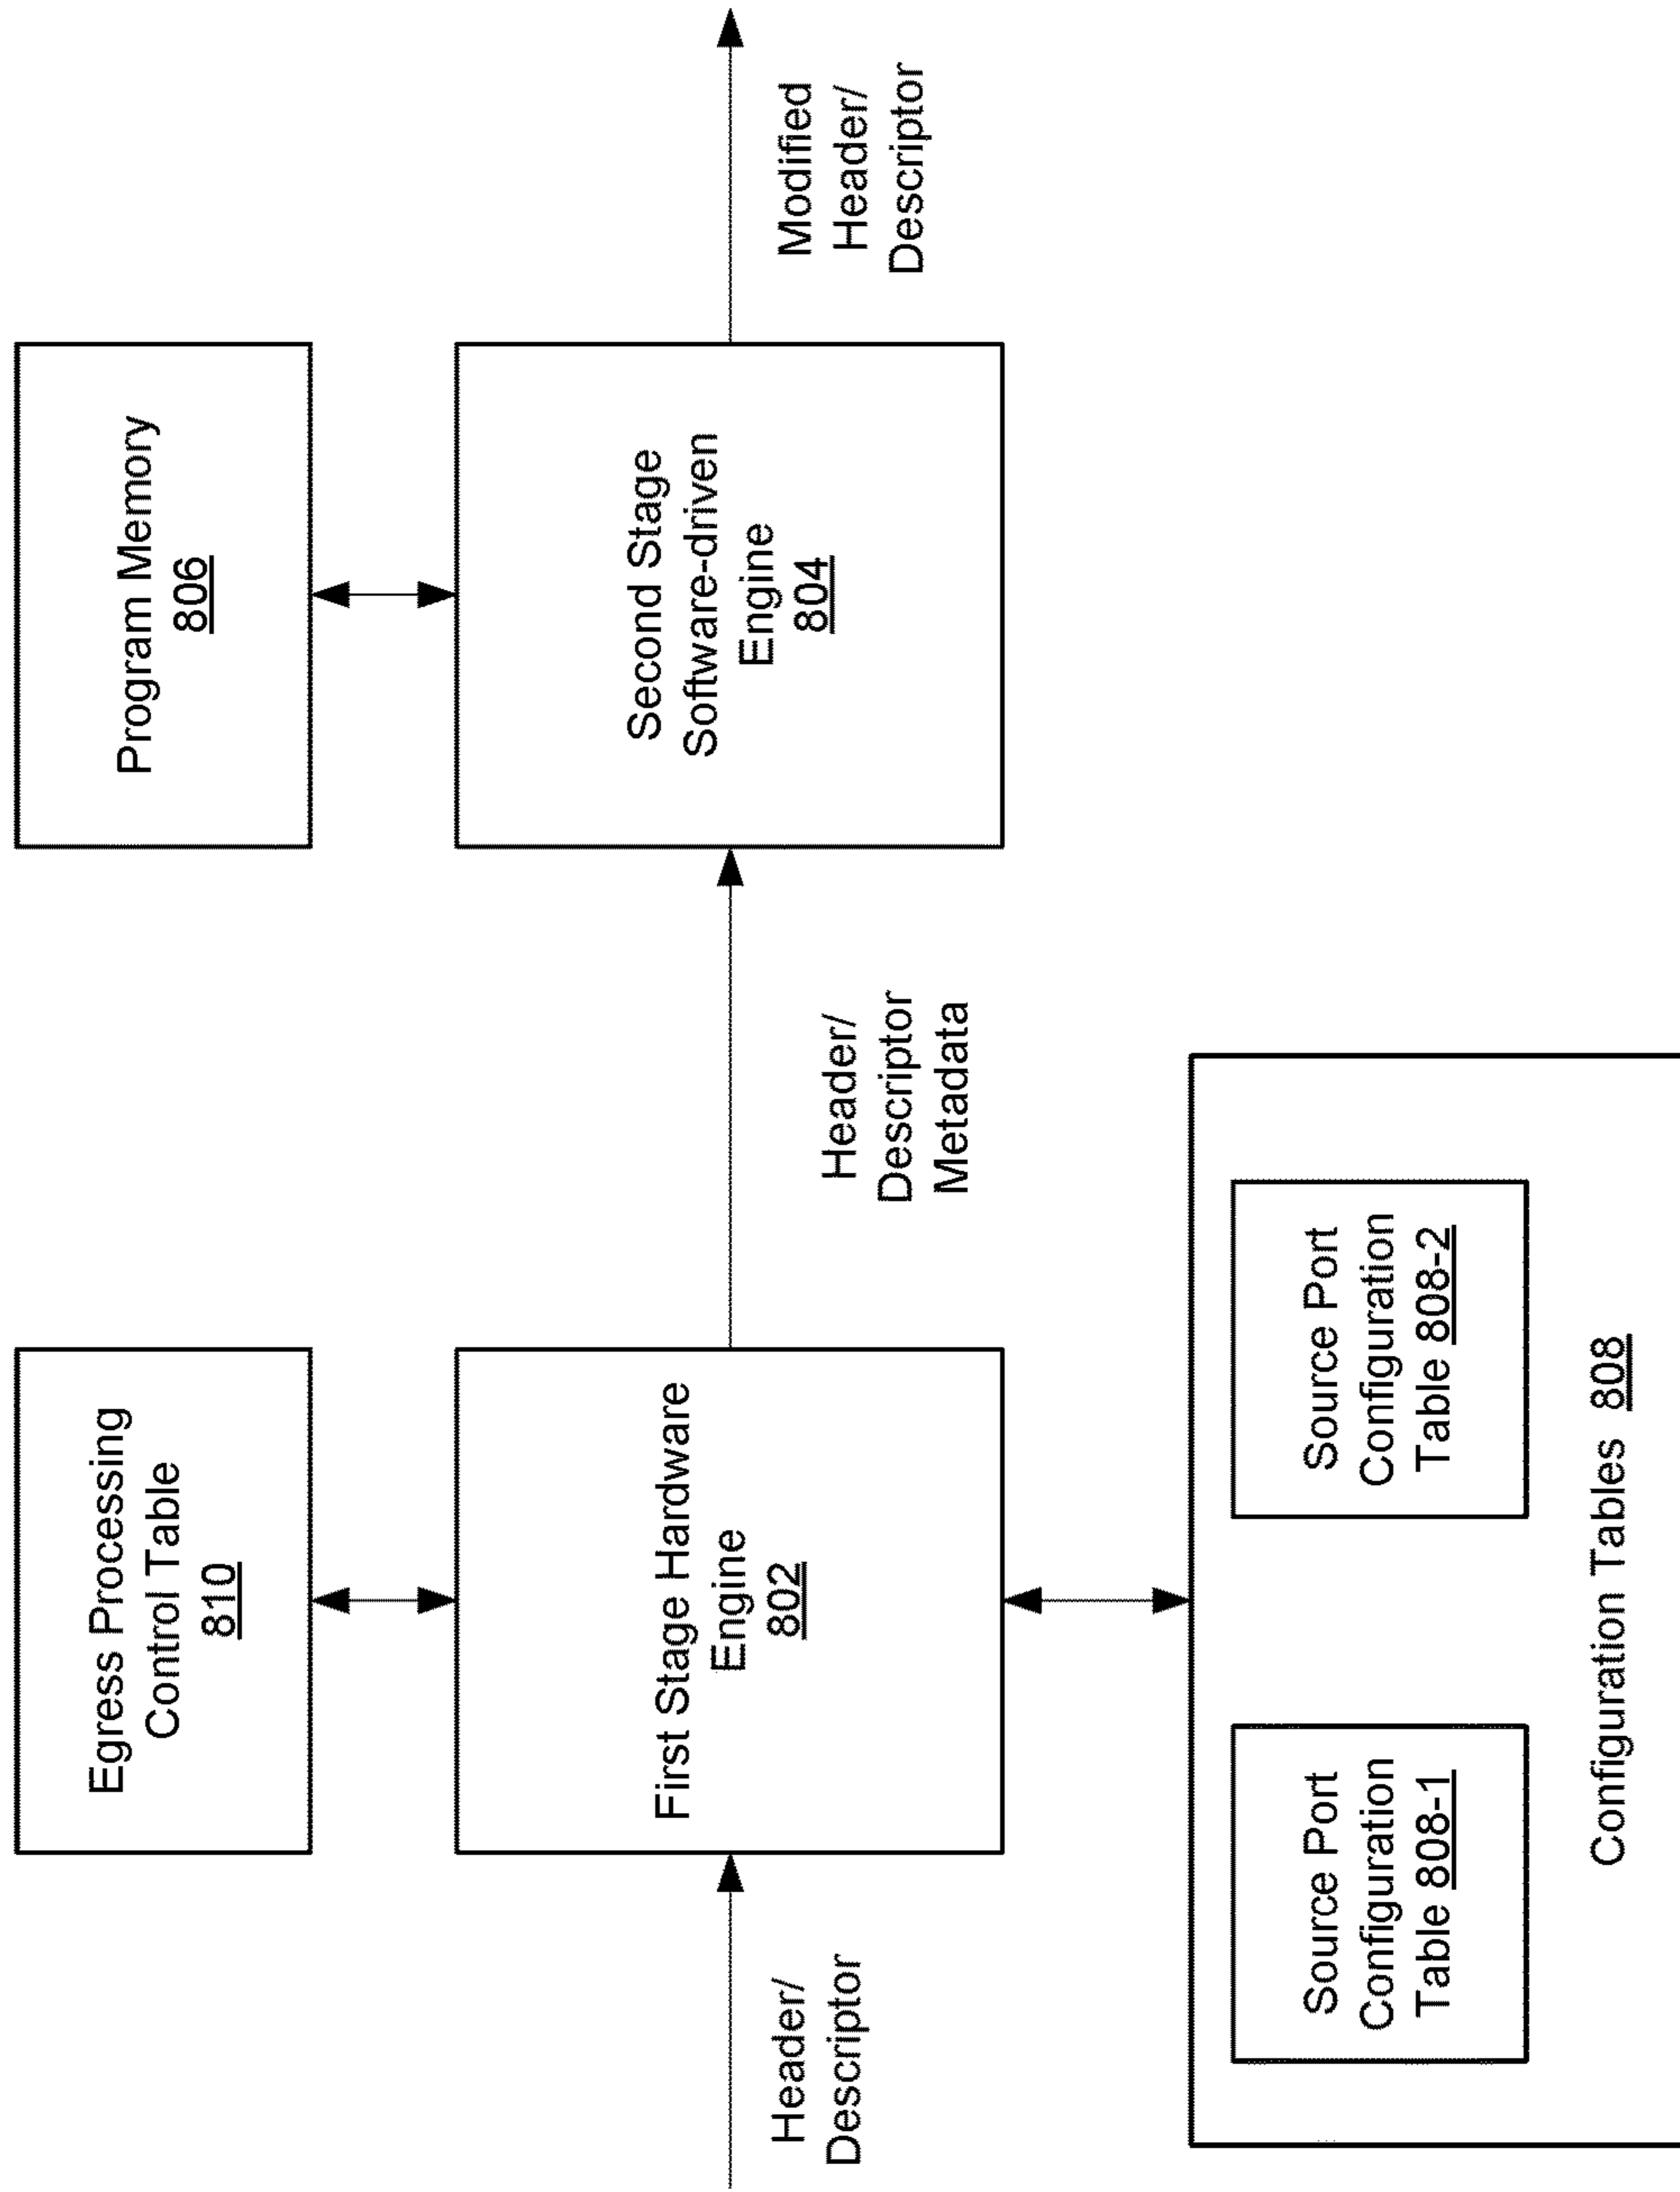 Egress Processing
Control Table
810
Program Memory
806
Header/
Descriptor
First Stage Hardware
Engine
802
Header/
Descriptor
Metadata
Second Stage
Software-driven
Engine
804
Modified
Header/
Descriptor
Source Port
Configuration
Table 808-1
Source Port
Configuration
Table 808-2
Configuration Tables 808